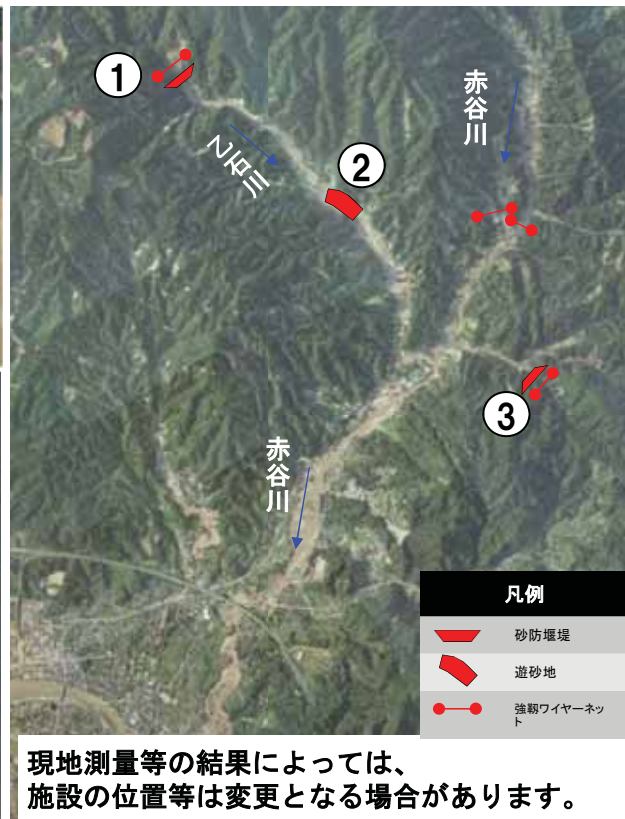 ①
乙石川
②
赤谷川
③
赤谷川
凡例
砂防堰堤
遊砂地
強靱ワイヤーネッ
ト
現地測量等の結果によっては、
施設の位置等は変更となる場合があります。